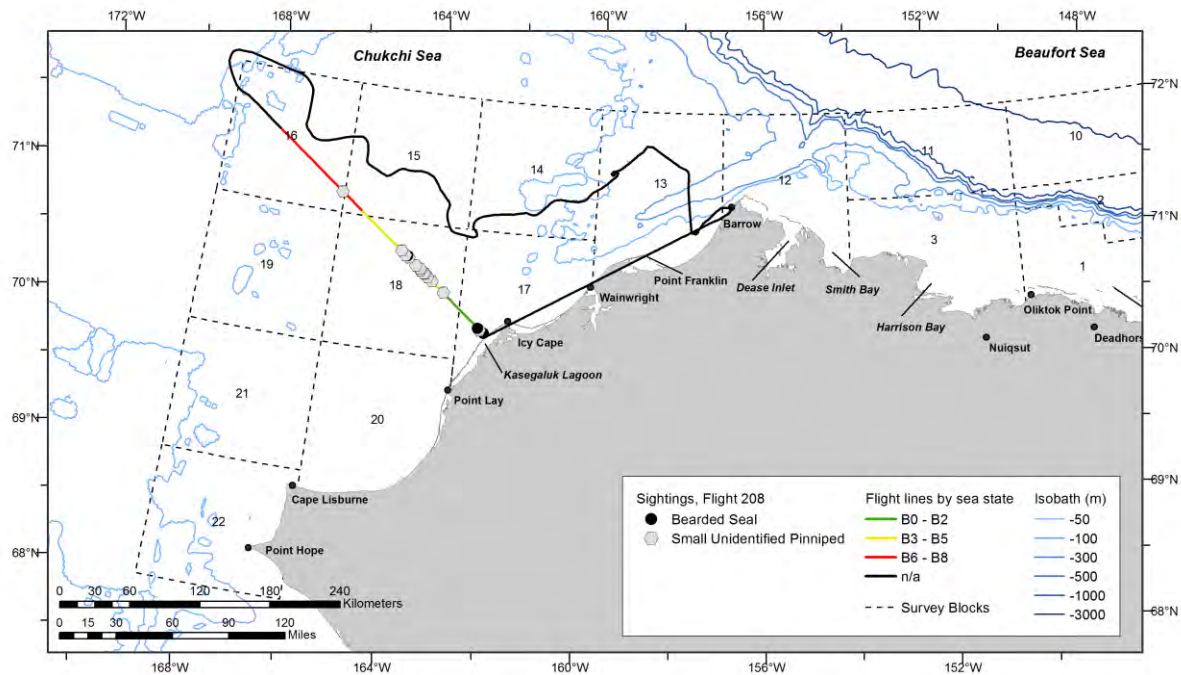 172°W
168°W
164°W
160°W
156°W
152°W
148°W
Chukchi Sea
Beaufort Sea
72°N
71°N
16
15
14
13
12
11
10
2
71°N
71°N
Barrow
3
19
18
17
Point Franklin
Dease Inlet
Smith Bay
1
70°N
Wainwright
Harrison Bay
Oliktok Point
Icy Cape
Nuiqsut
Deadhors
70°N
Kasegaluk Lagoon
21
20
Point Lay
69°N
Cape Lisburne
69°N
22
Point Hope
68°N
68°N
Sightings, Flight 208
Bearded Seal
Small Unidentified Pinniped
Flight lines by sea state
B0 - B2
B3 - B5
B6 - B8
n/a
Survey Blocks
Isobath (m)
-50
-100
-300
-500
-1000
-3000
0 30 60 120 180 240
Kilometers
0 15 30 60 90 120
Miles
168°W
164°W
160°W
156°W
152°W